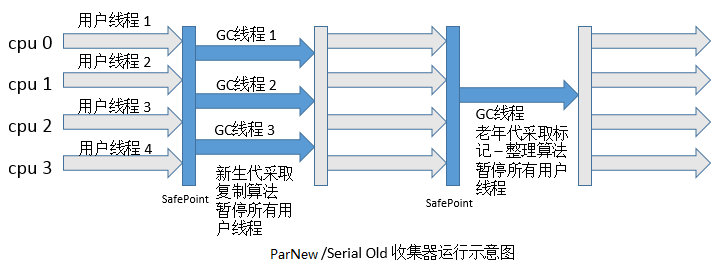 用户线程 1
cpu 0
GC线程 1
用户线程 2
cpu 1
GC线程 2
用户线程 3
cpu 2
GC线程 3
用户线程 4
cpu 3
SafePoint
新生代采取
复制算法
暂停所有用
户线程
SafePoint
GC线程
老年代采取标
记－整理算法
暂停所有用户
线程
ParNew /Serial Old 收集器运行示意图